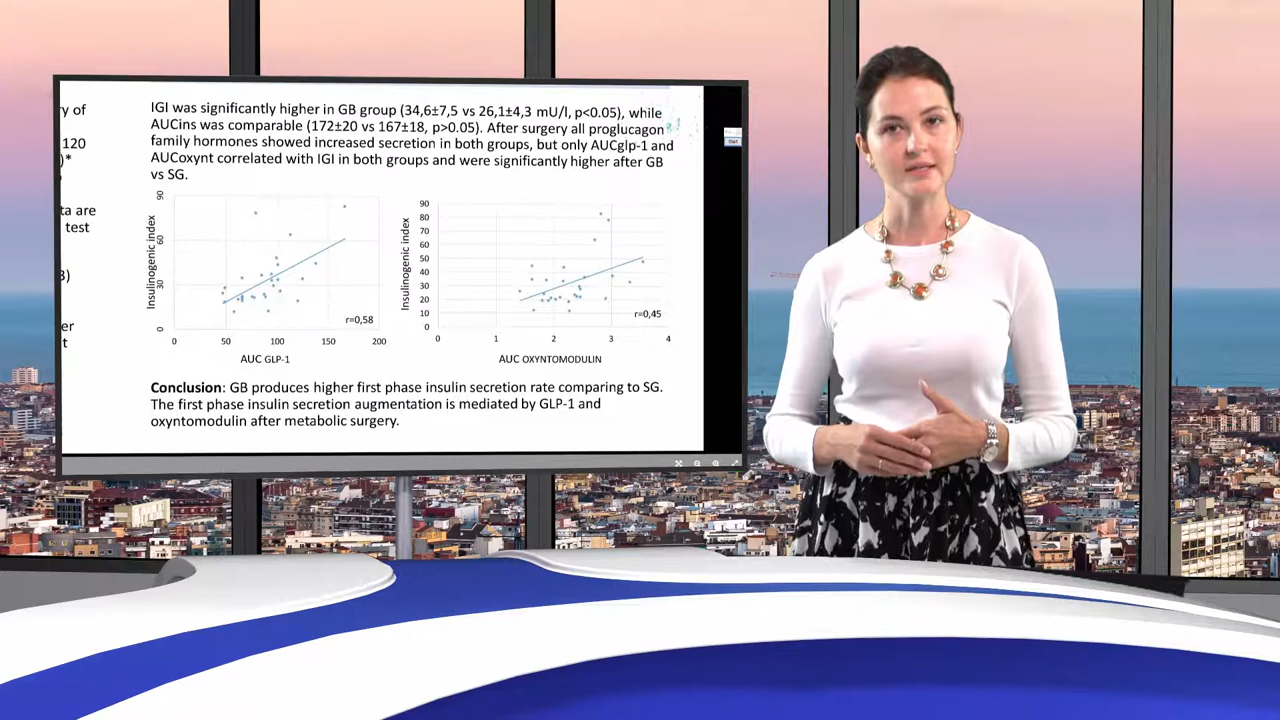 y of
120
)*
ta are
test
3)
er
t
IGI was significantly higher in GB group (34,6±7,5 vs 26,1±4,3 mU/l, p<0.05), while
AUCins was comparable (172±20 vs 167±18, p>0.05). After surgery all proglucagon
family hormones showed increased secretion in both groups, but only AUCglp-1 and
AUCoxynt correlated with IGI in both groups and were significantly higher after GB
vs SG.
Insulinogenic index
90
60
30
0
0 50 100 150 200
r=0,58
AUC GLP-1
Insulinogenic index
90
80
70
60
50
40
30
20
10
0
0 1 2 3 4
r=0,45
AUC OXYNTOMODULIN
Conclusion: GB produces higher first phase insulin secretion rate comparing to SG.
The first phase insulin secretion augmentation is mediated by GLP-1 and
oxyntomodulin after metabolic surgery.
Start